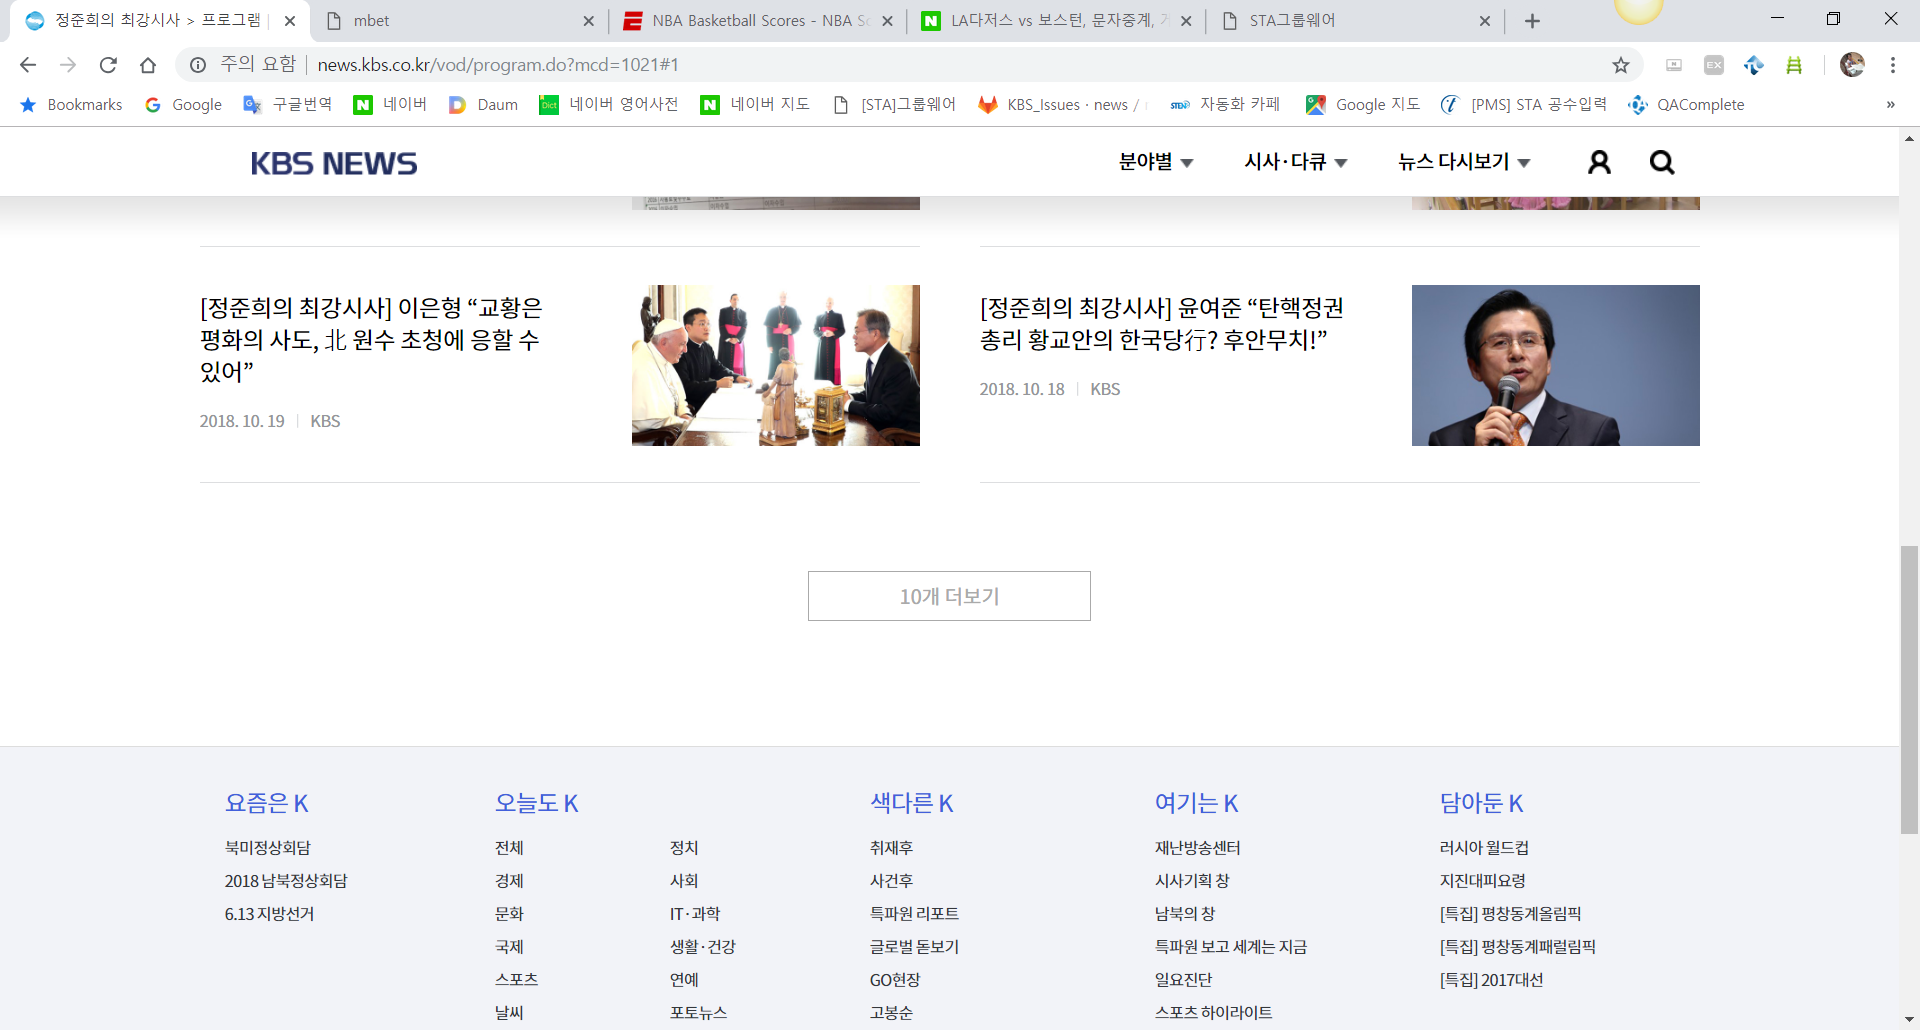 정준희의 최강시사 > 프로그램
mbet
NBA Basketball Scores - NBA Sc
LA다저스 vs 보스턴, 문자중계,
STA그룹웨어
주의 요함
news.kbs.co.kr/vod/program.do?mcd=1021#1
Bookmarks
Google
구글번역
네이버
Daum
네이버 영어사전
네이버 지도
[STA]그룹웨어
KBS_Issues · news /
자동화 카페
Google 지도
[PMS] STA 공수입력
QAComplete
»
KBS NEWS
분야별
시사·다큐
뉴스 다시보기
[정준희의 최강시사] 이은형 “교황은
평화의 사도, 北 원수 초청에 응할 수
있어”
2018. 10. 19
KBS
[정준희의 최강시사] 윤여준 “탄핵정권
총리 황교안의 한국당行? 후안무치!”
2018. 10. 18
KBS
10개 더보기
요즘은 K
북미정상회담
2018 남북정상회담
6.13 지방선거
오늘도 K
전체
정치
경제
사회
문화
IT·과학
국제
생활·건강
스포츠
연예
날씨
포토뉴스
색다른 K
취재후
사건후
특파원 리포트
글로벌 돋보기
GO현장
고봉순
여기는 K
재난방송센터
시사기획 창
남북의 창
특파원 보고 세계는 지금
일요진단
스포츠 하이라이트
담아둔 K
러시아 월드컵
지진대피요령
[특집] 평창동계올림픽
[특집] 평창동계패럴림픽
[특집] 2017대선